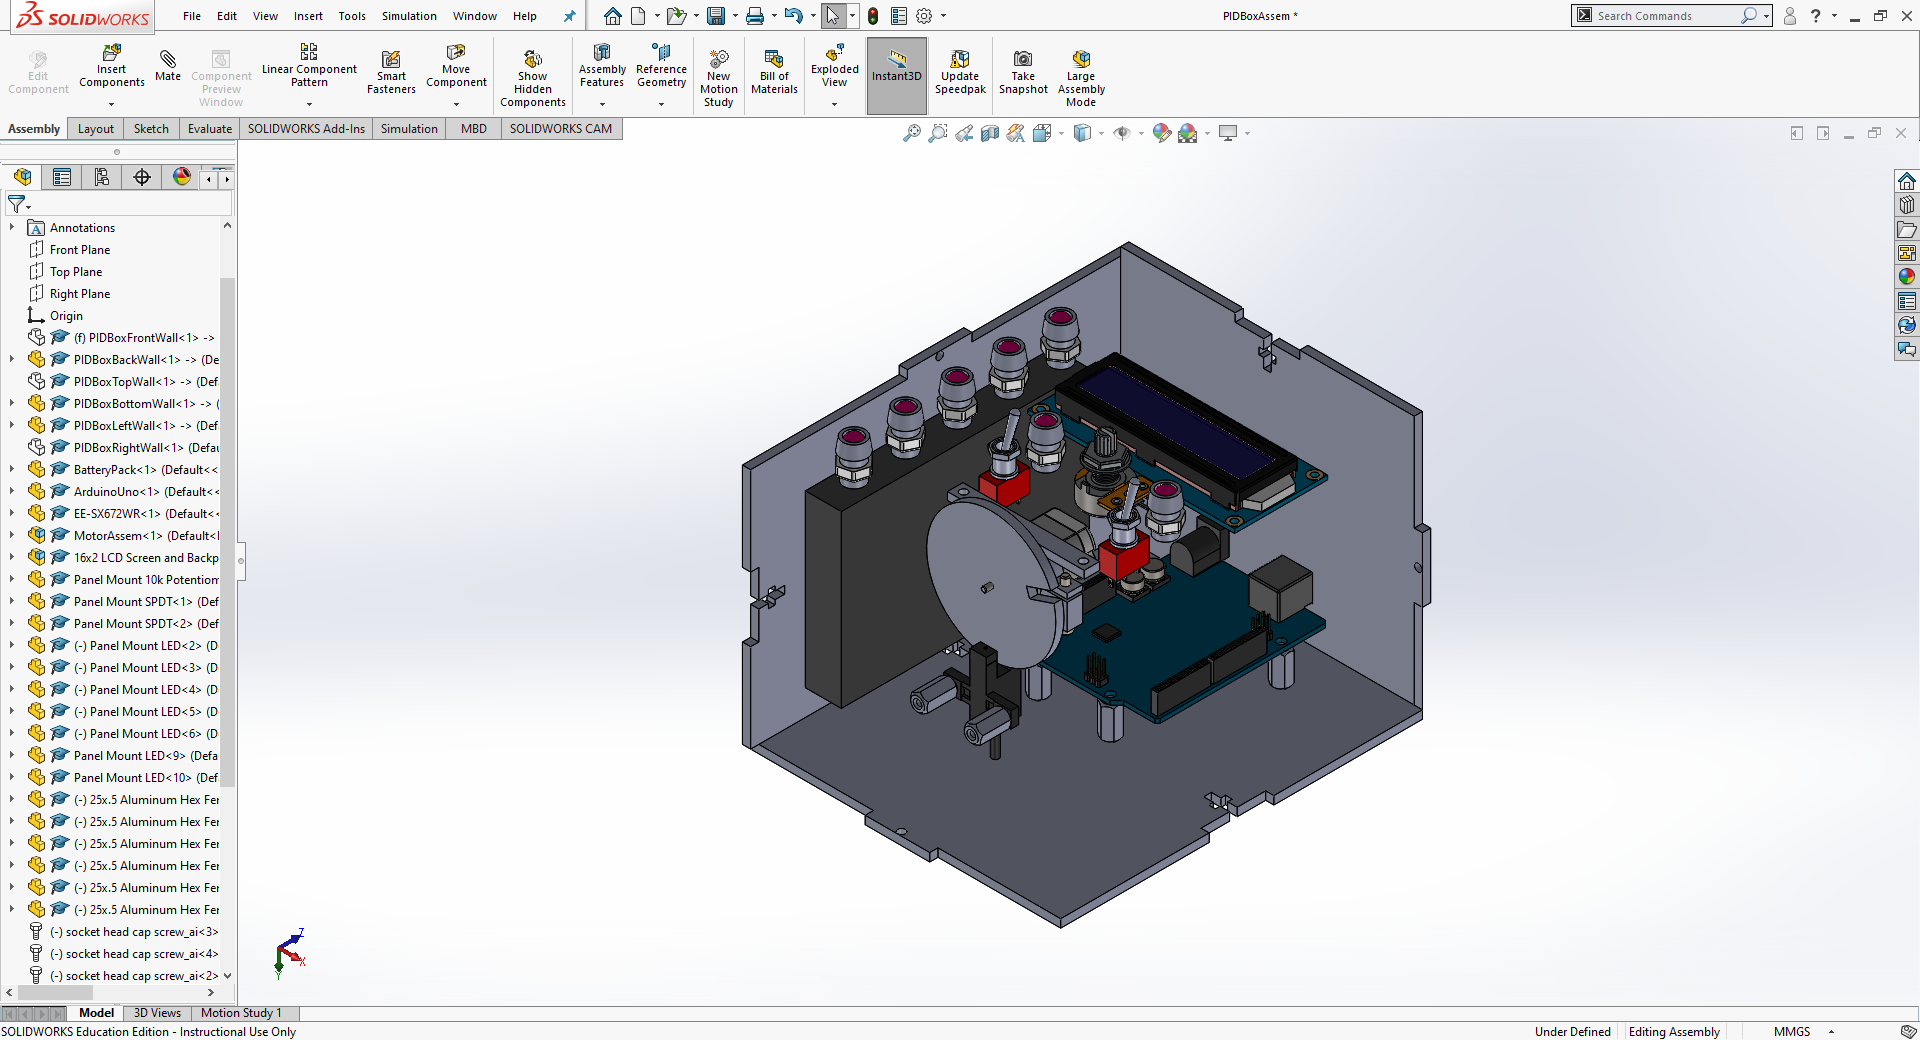 SOLIDWORKS File Edit View Insert Tools Simulation Window Help PIDBoxAssem * Search Commands
Edit Component
Insert Components
Mate
Component Preview Window
Linear Component Pattern
Smart Fasteners
Move Component
Show Hidden Components
Assembly Features
Reference Geometry
New Motion Study
Bill of Materials
Exploded View
Instant3D
Update Speedpak
Take Snapshot
Large Assembly Mode
Assembly Layout Sketch Evaluate SOLIDWORKS Add-Ins Simulation MBD SOLIDWORKS CAM
Annotations
Front Plane
Top Plane
Right Plane
Origin
(f) PIDBoxFrontWall<1> ->
PIDBoxBackWall<1> -> (De
PIDBoxTopWall<1> -> (Def
PIDBoxBottomWall<1> -> (
PIDBoxLeftWall<1> -> (Def
PIDBoxRightWall<1> (Defau
BatteryPack<1> (Default<<
ArduinoUno<1> (Default<<
EE-SX672WR<1> (Default<<
MotorAssem<1> (Default<
16x2 LCD Screen and Backp
Panel Mount 10k Potention
Panel Mount SPDT<1> (Def
Panel Mount SPDT<2> (Def
(-) Panel Mount LED<2> (D
(-) Panel Mount LED<3> (D
(-) Panel Mount LED<4> (D
(-) Panel Mount LED<5> (D
(-) Panel Mount LED<6> (D
Panel Mount LED<9> (Defa
Panel Mount LED<10> (Def
(-) 25x.5 Aluminum Hex Fer
(-) 25x.5 Aluminum Hex Fer
(-) 25x.5 Aluminum Hex Fer
(-) 25x.5 Aluminum Hex Fer
(-) 25x.5 Aluminum Hex Fer
(-) 25x.5 Aluminum Hex Fer
(-) socket head cap screw_ai<3>
(-) socket head cap screw_ai<4>
(-) socket head cap screw_ai<2>
Z
X
Y
Model 3D Views Motion Study 1
SOLIDWORKS Education Edition - Instructional Use Only Under Defined Editing Assembly MMGS